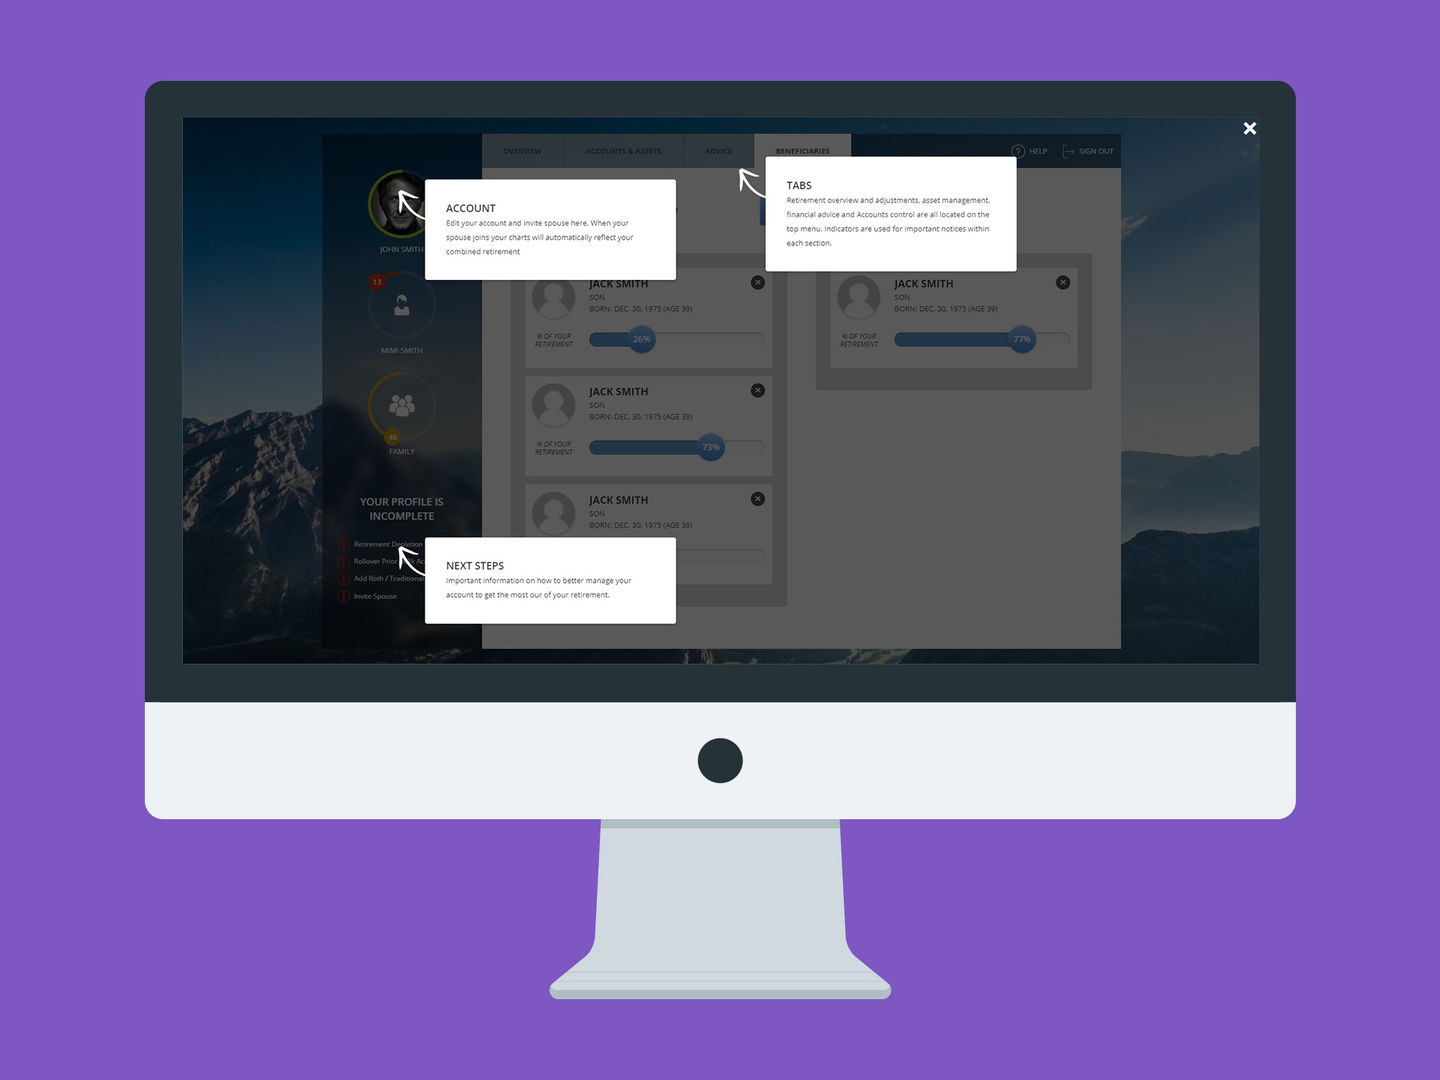 OVERVIEW
ACCOUNTS & ASSETS
ADVICE
BENEFICIARIES
? HELP
SIGN OUT
JOHN SMITH
13
MIMI SMITH
46
FAMILY
YOUR PROFILE IS
INCOMPLETE
Retirement Depletion
Rollover Prior
Add Roth / Traditional
Invite Spouse
ACCOUNT
Edit your account and invite spouse here. When your
spouse joins your charts will automatically reflect your
combined retirement
TABS
Retirement overview and adjustments, asset management,
financial advice and Accounts control are all located on the
top menu. Indicators are used for important notices within
each section.
JACK SMITH
SON
BORN: DEC. 30, 1975 (AGE 39)
% OF YOUR
RETIREMENT
26%
JACK SMITH
SON
BORN: DEC. 30, 1975 (AGE 39)
% OF YOUR
RETIREMENT
73%
JACK SMITH
SON
BORN: DEC. 30, 1975 (AGE 39)
NEXT STEPS
Important information on how to better manage your
account to get the most our of your retirement.
JACK SMITH
SON
BORN: DEC. 30, 1975 (AGE 39)
% OF YOUR
RETIREMENT
77%